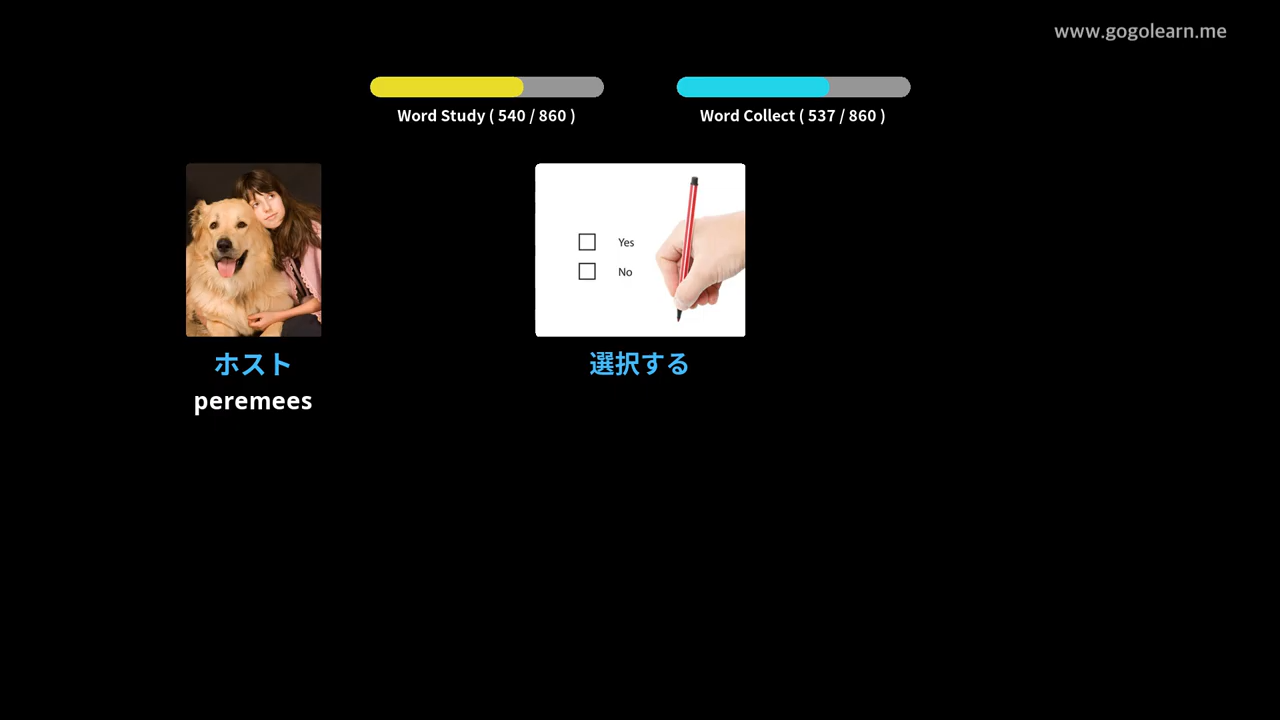 www.gogolearn.me
Word Study ( 540 / 860 )
Word Collect ( 537 / 860 )
Yes
No
ホスト
選択する
peremees